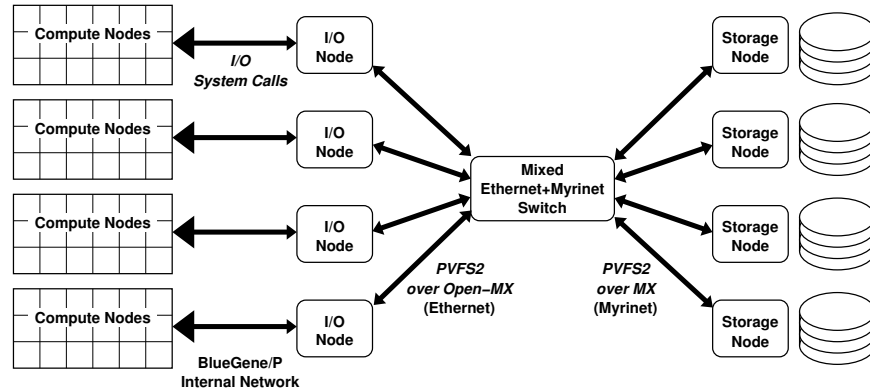 Compute Nodes
I/O
Node
Storage
Node
I/O
System Calls
Compute Nodes
I/O
Node
Storage
Node
Mixed
Ethernet+Myrinet
Switch
Compute Nodes
I/O
Node
Storage
Node
PVFS2
over Open−MX
(Ethernet)
PVFS2
over MX
(Myrinet)
Compute Nodes
I/O
Node
Storage
Node
BlueGene/P
Internal Network